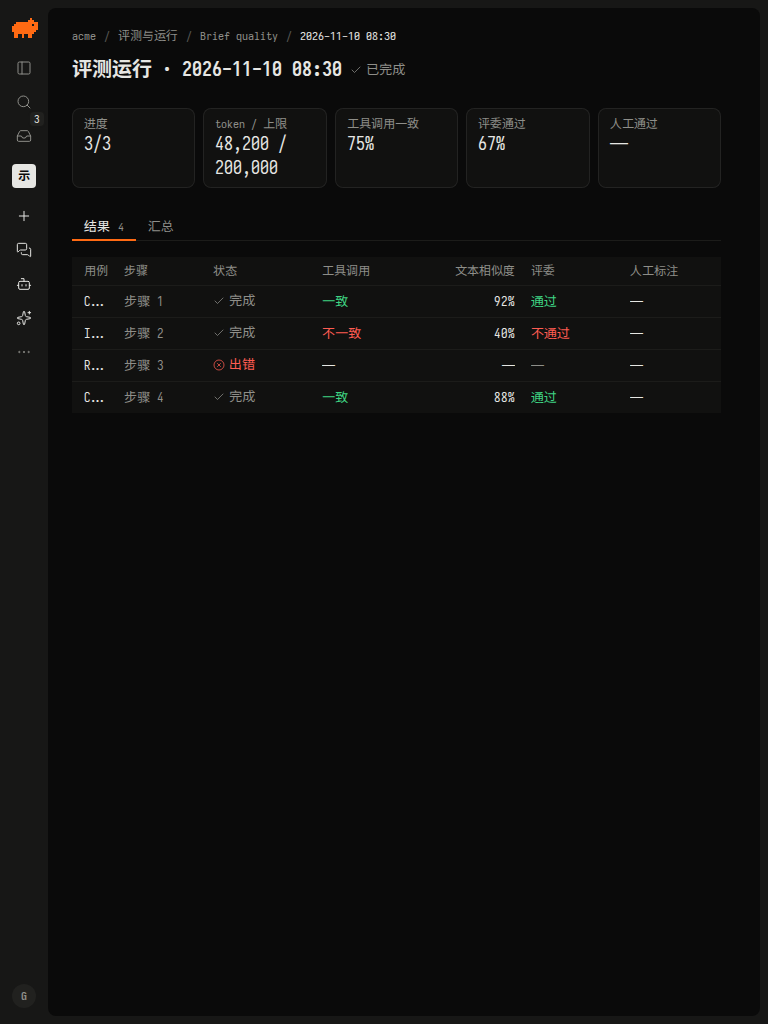 acme / 评测与运行 / Brief quality / 2026-11-10 08:30
评测运行 · 2026-11-10 08:30 已完成
3
示
进度
3/3
token / 上限
48,200 /
200,000
工具调用一致
75%
评委通过
67%
人工通过
—
结果 4 汇总
用例 步骤 状态 工具调用 文本相似度 评委 人工标注
C... 步骤 1 完成 一致 92% 通过 —
I... 步骤 2 完成 不一致 40% 不通过 —
R... 步骤 3 出错 — — — —
C... 步骤 4 完成 一致 88% 通过 —
G